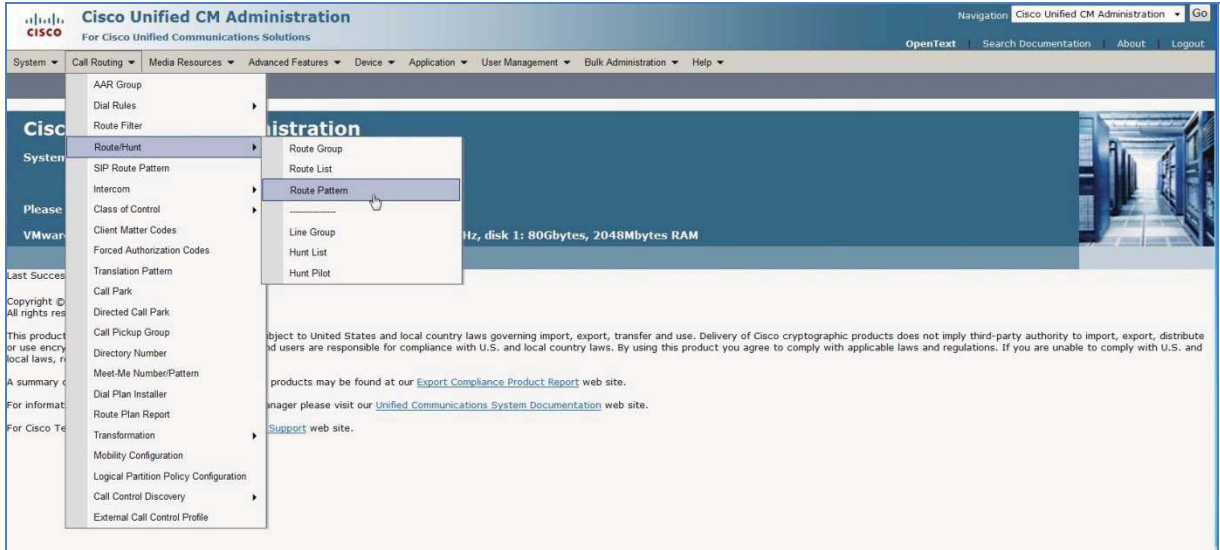 Cisco Unified CM Administration
For Cisco Unified Communications Solutions
CISCO
Navigation Cisco Unified CM Administration Go
OpenText | Search Documentation | About | Logout
System Call Routing Media Resources Advanced Features Device Application User Management Bulk Administration Help
AAR Group
Dial Rules
Route Filter
Route/Hunt
SIP Route Pattern
Intercom
Class of Control
Client Matter Codes
Forced Authorization Codes
Translation Pattern
Call Park
Directed Call Park
Call Pickup Group
Directory Number
Meet-Me Number/Pattern
Dial Plan Installer
Route Plan Report
Transformation
Mobility Configuration
Logical Partition Policy Configuration
Call Control Discovery
External Call Control Profile
Route Group
Route List
Route Pattern
----------------
Line Group
Hunt List
Hunt Pilot
Cisc istration
System
Please
VMwar Hz, disk 1: 80Gbytes, 2048Mbytes RAM
Last Succes
Copyright ©
All rights res
This product bject to United States and local country laws governing import, export, transfer and use. Delivery of Cisco cryptographic products does not imply third-party authority to import, export, distribute
or use encry nd users are responsible for compliance with U.S. and local country laws. By using this product you agree to comply with applicable laws and regulations. If you are unable to comply with U.S. and
local laws, r
A summary products may be found at our Export Compliance Product Report web site.
For informat anager please visit our Unified Communications System Documentation web site.
For Cisco Te Support web site.